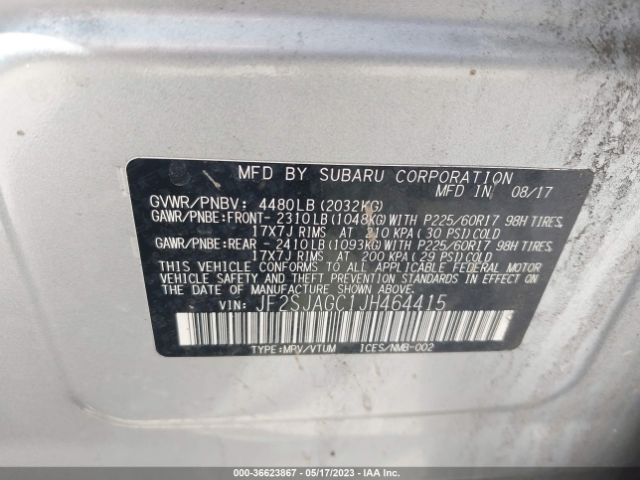 MFD BY SUBARU CORPORATION
MFD IN 08/17
GVWR/PNBV: 4480LB(2032KG)
GAWR/PNBE:FRONT- 2310LB(1048KG)WITH P225/60R17 98H TIRES,
17X7J RIMS AT 210 KPA(30 PSI)COLD
GAWR/PNBE:REAR - 2410LB(1093KG)WITH P225/60R17 98H TIRES,
17X7J RIMS AT 200 KPA(29 PSI)COLD
THIS VEHICLE CONFORMS TO ALL APPLICABLE FEDERAL MOTOR
VEHICLE SAFETY AND THEFT PREVENTION STANDARDS IN EFFECT
ON THE DATE OF MANUFACTURE SHOWN ABOVE.
VIN: JF2SJAGC1JH464415
TYPE:MPV/VTUM ICES/NMB-002
000-36623867 - 05/17/2023 - IAAI.COM